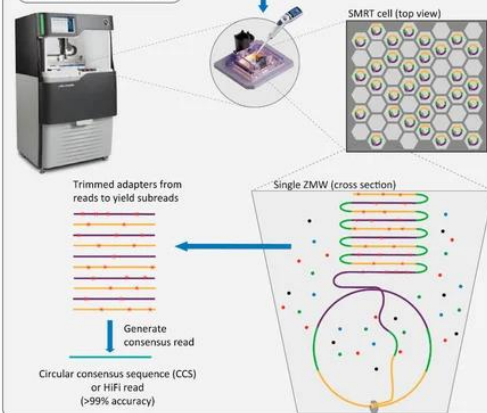 SMRT cell (top view)
Trimmed adapters from
reads to yield subreads
Single ZMW (cross section)
Generate
consensus read
Circular consensus sequence (CCS)
or HiFi read
(>99% accuracy)